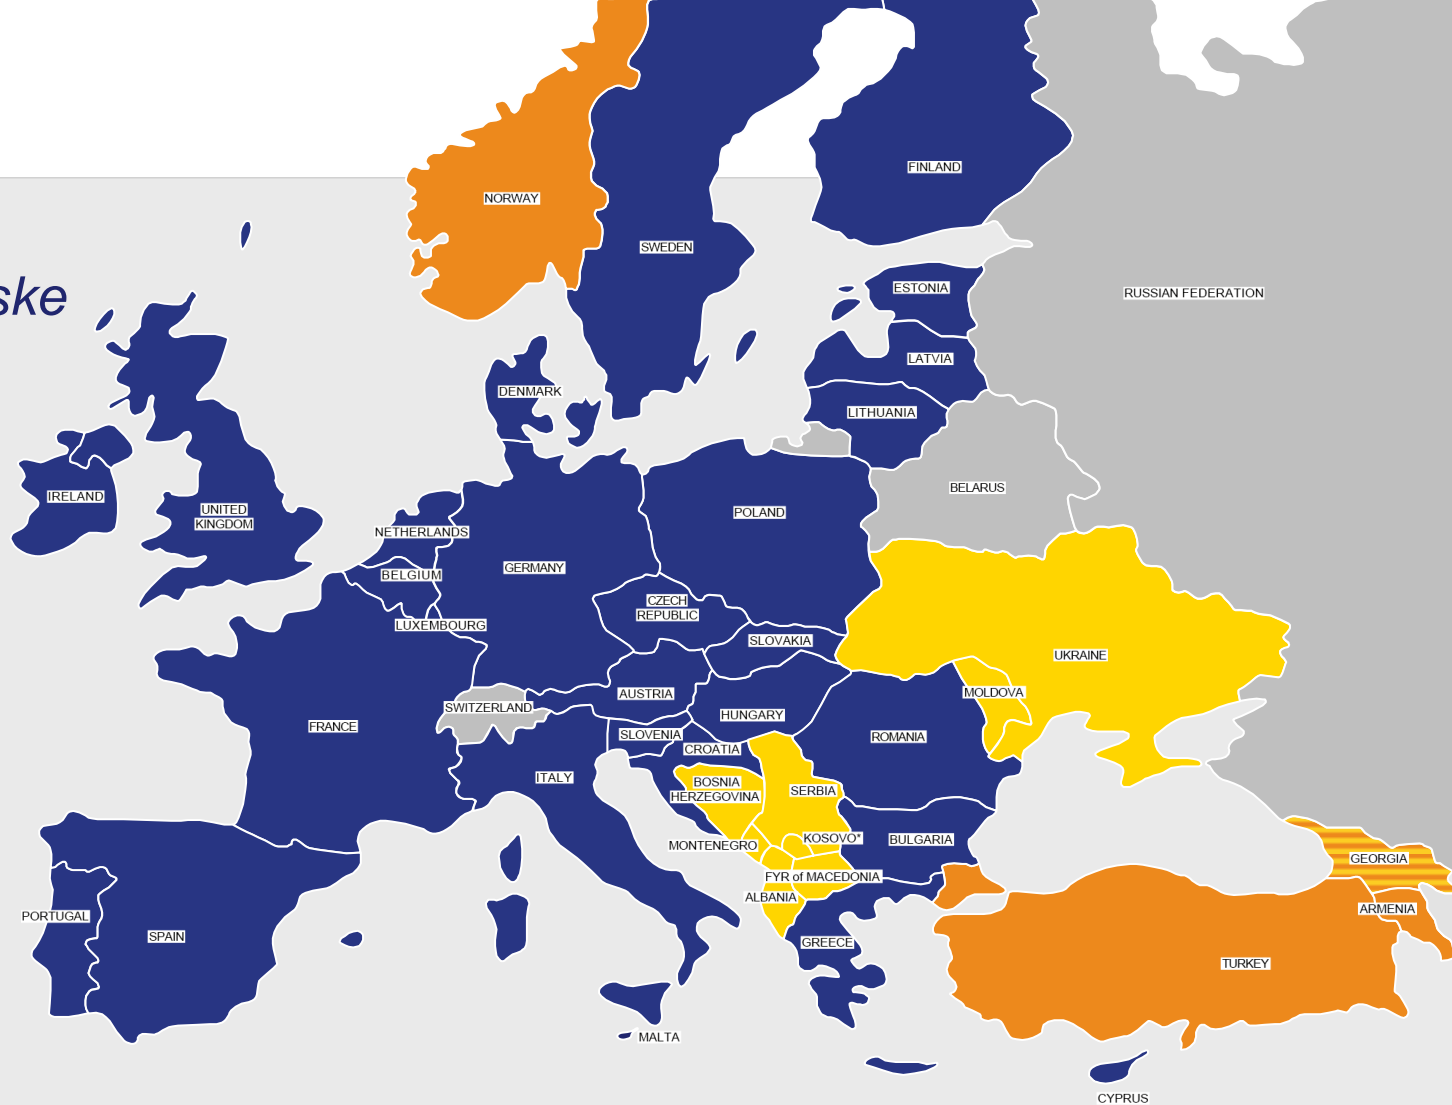 FINLAND
NORWAY
SWEDEN
ske
ESTONIA
RUSSIAN FEDERATION
LATVIA
DENMARK
LITHUANIA
BELARUS
IRELAND
UNITED
KINGDOM
POLAND
NETHERLANDS
GERMANY
BELGIUM
CZECH
REPUBLIC
LUXEMBOURG
SLOVAKIA
UKRAINE
AUSTRIA
MOLDOVA
SWITZERLAND
HUNGARY
FRANCE
SLOVENIA
ROMANIA
CROATIA
ITALY
BOSNIA
HERZEGOVINA
SERBIA
KOSOVO*
BULGARIA
MONTENEGRO
GEORGIA
FYR of MACEDONIA
ALBANIA
ARMENIA
PORTUGAL
SPAIN
GREECE
TURKEY
MALTA
CYPRUS